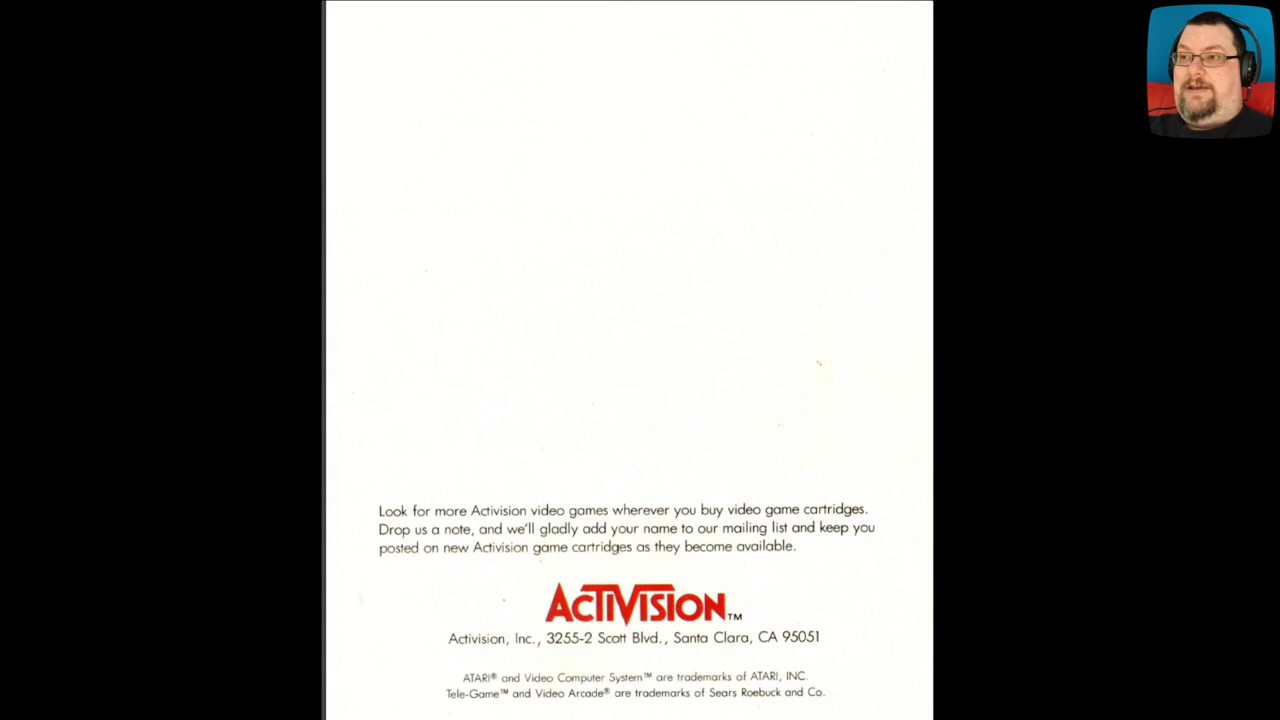 Look for more Activision video games wherever you buy video game cartridges.
Drop us a note, and we'll gladly add your name to our mailing list and keep you
posted on new Activision game cartridges as they become available.
ACTIVISION™
Activision, Inc., 3255-2 Scott Blvd., Santa Clara, CA 95051
ATARI® and Video Computer System™ are trademarks of ATARI, INC.
Tele-Game™ and Video Arcade® are trademarks of Sears Roebuck and Co.